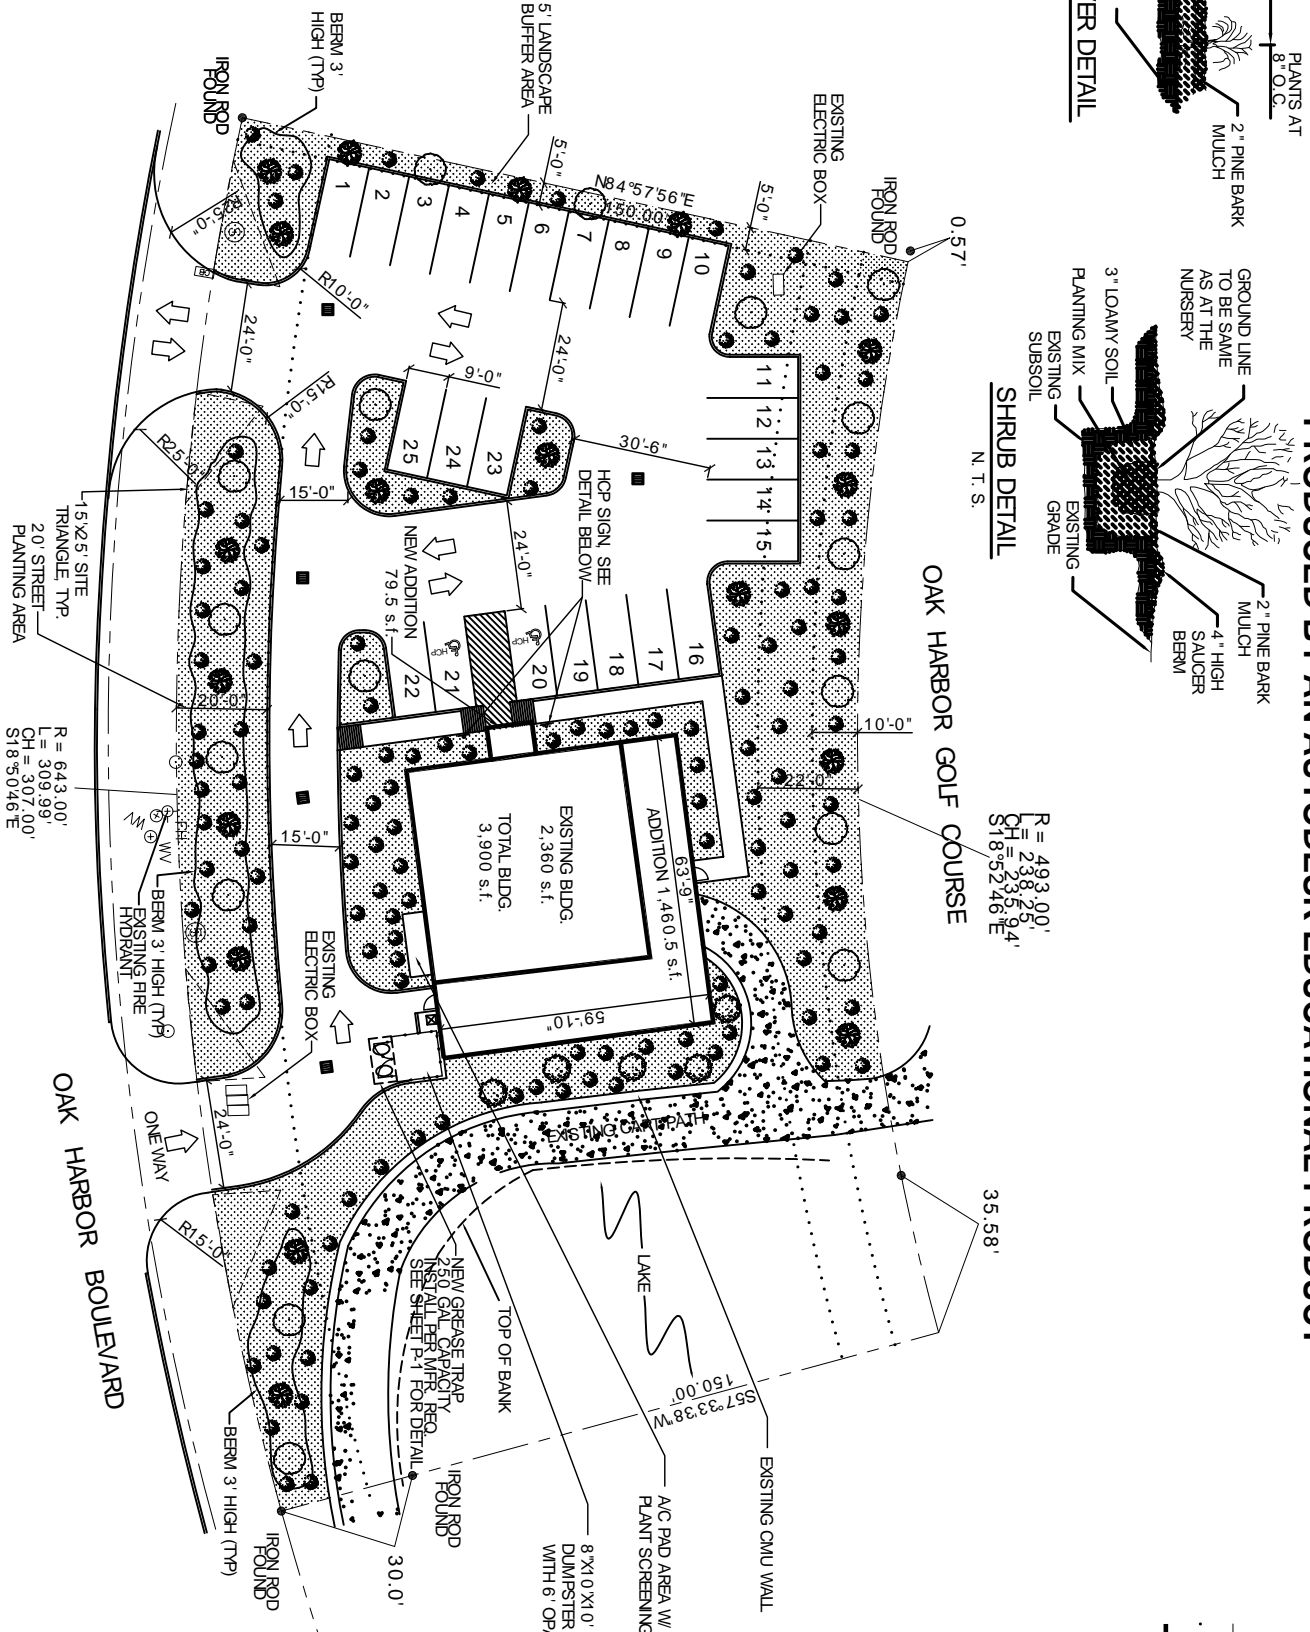 PRODUCED BY AN AUTODESK EDUCATIONAL PRODUCT
PLANTS AT
8" O.C.
2" PINE BARK
MULCH
TER DETAIL
GROUND LINE
TO BE SAME
AS AT THE
NURSERY
3" LOAMY SOIL
PLANTING MIX
EXISTING
SUBSOIL
2" PINE BARK
MULCH
4" HIGH
SAUCER
BERM
EXISTING
GRADE
SHRUB DETAIL
N. T. S.
0.57'
IRON ROD
FOUND
EXISTING
ELECTRIC BOX
5'-0"
N84°57'56"E
150.00'
5'-0"
5' LANDSCAPE
BUFFER AREA
BERM 3'
HIGH (TYP)
IRON ROD
FOUND
R25'-0"
R10'-0"
24'-0"
1
2
3
4
5
6
7
8
9
10
11
12
13
14
15
16
17
18
19
20
21
22
23
24
25
24'-0"
9'-0"
30'-6"
R15'-0"
R25'-0"
15'-0"
24'-0"
HCP SIGN, SEE
DETAIL BELOW
NEW ADDITION
79.5 s.f.
HCP
HCP
15'X25' SITE
TRIANGLE, TYP.
20' STREET
PLANTING AREA
20'-0"
R = 643.00'
L = 309.99'
CH = 307.00'
S18°50'46"E
OAK HARBOR GOLF COURSE
10'-0"
22'-0"
R = 493.00'
L = 238.25'
CH = 235.94'
S18°52'46"E
ADDITION 1,460.5 s.f.
63'-9"
EXISTING BLDG.
2,360 s.f.
TOTAL BLDG.
3,900 s.f.
59'-10"
15'-0"
FH
WV
BERM 3' HIGH (TYP)
EXISTING FIRE
HYDRANT
EXISTING
ELECTRIC BOX
24'-0"
ONE WAY
OAK HARBOR BOULEVARD
R15'-0"
EXISTING CART PATH
LAKE
35.58'
TOP OF BANK
NEW GREASE TRAP
250 GAL. CAPACITY
INSTALL PER MFR. REQ.
SEE SHEET P-1 FOR DETAIL
S57°33'38"W
150.00'
EXISTING CMU WALL
A/C PAD AREA W/
PLANT SCREENING
8"X10'X10'
DUMPSTER
WITH 6' OPA
IRON ROD
FOUND
30.0'
IRON ROD
FOUND
BERM 3' HIGH (TYP)